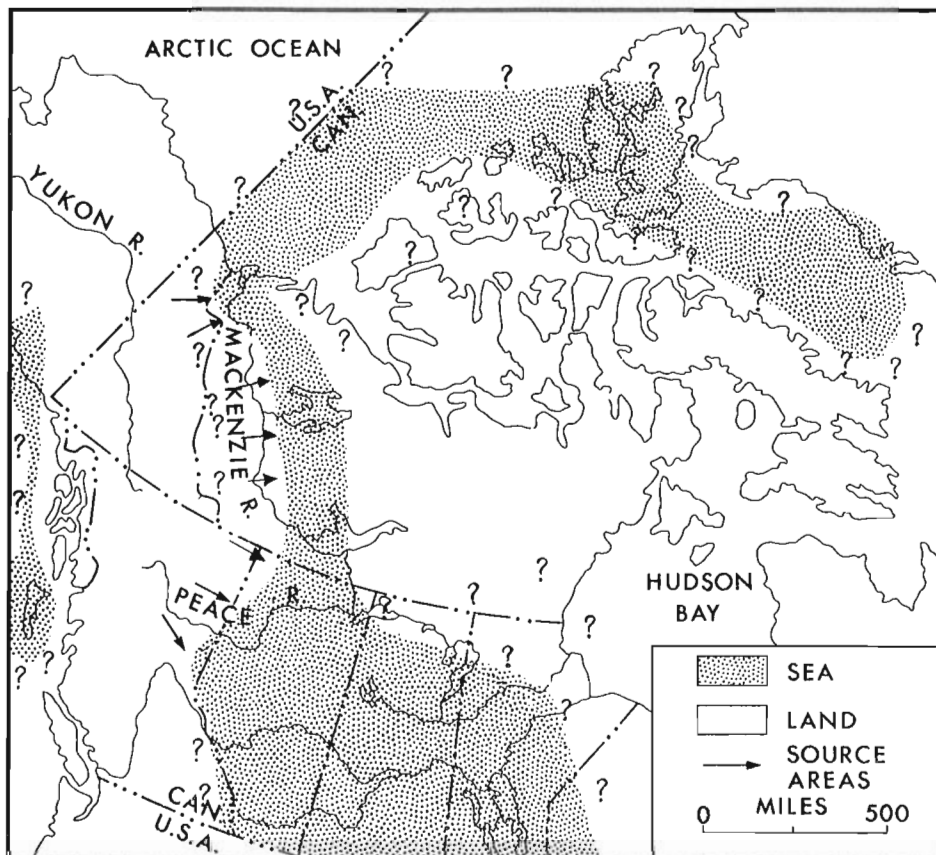 ARCTIC OCEAN
U.S.A.
CAN.
YUKON R.
MACKENZIE R.
PEACE R.
HUDSON
BAY
CAN.
U.S.A.
SEA
LAND
SOURCE
AREAS
MILES
0 500
? ? ? ? ? ? ? ? ? ? ? ? ? ? ? ? ? ? ? ? ? ? ? ? ? ? ? ? ? ? ? ? ? ? ? ? ? ? ? ?